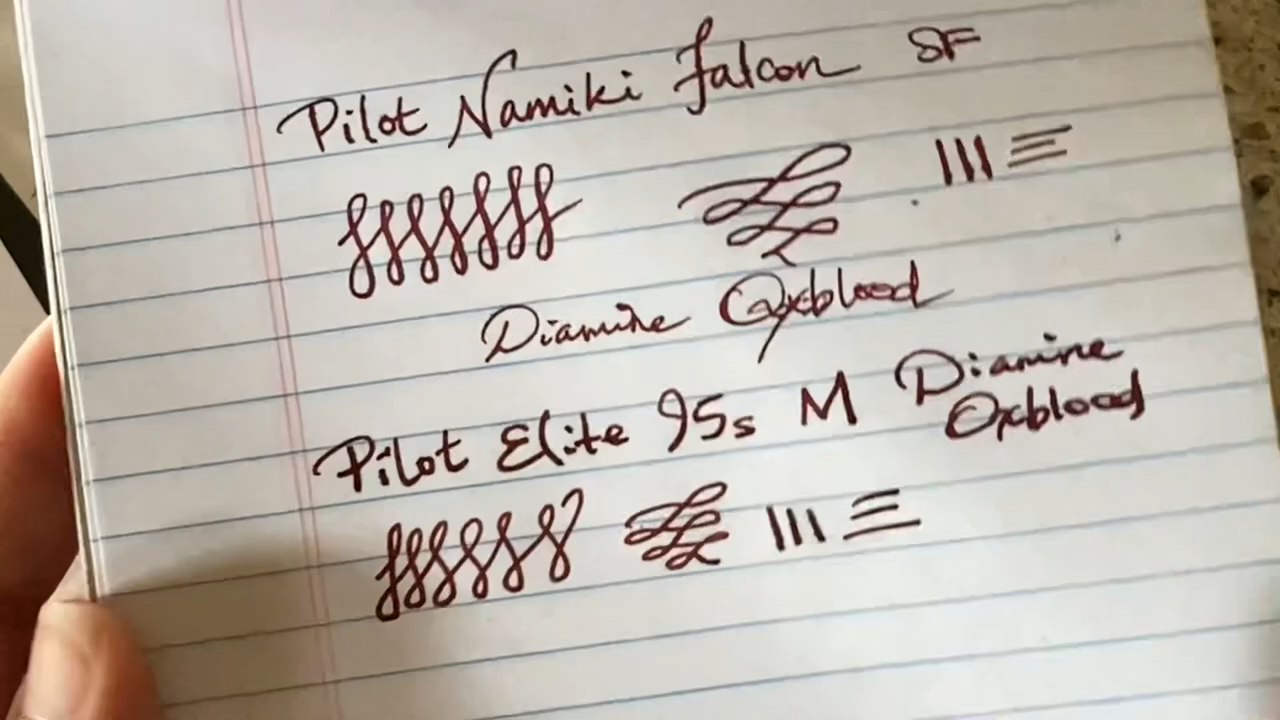 Pilot Namiki Falcon SF
Diamine Oxblood
Pilot Elite 95s M Diamine
Oxblood